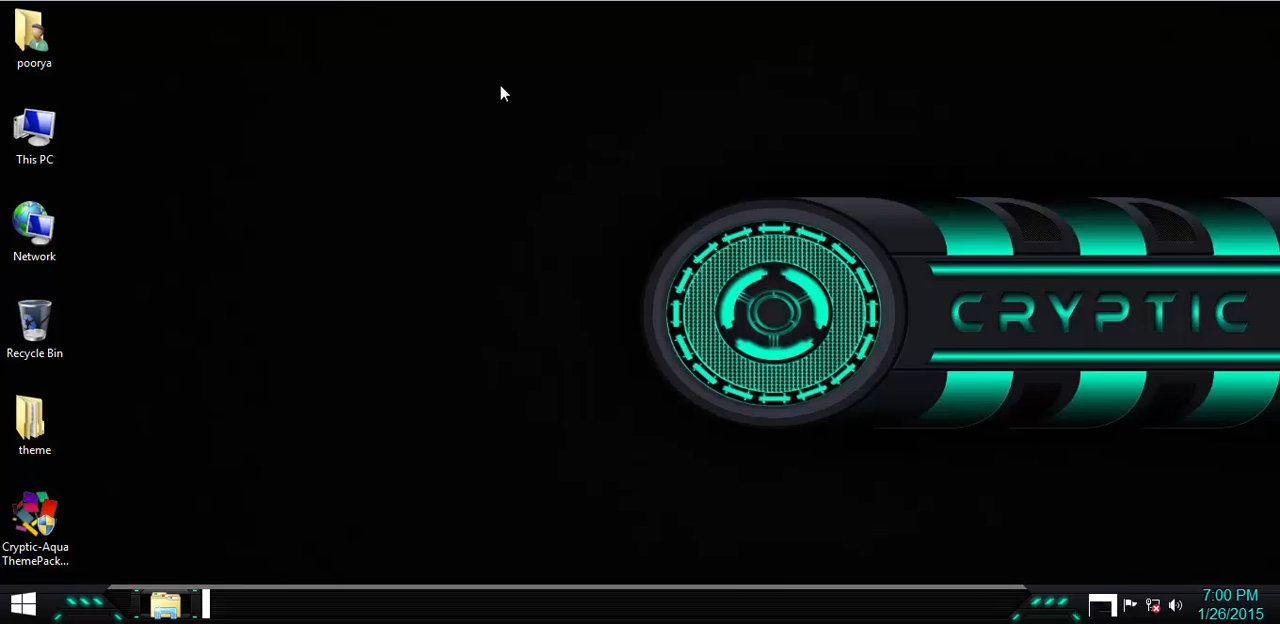 poorya
This PC
Network
Recycle Bin
theme
Cryptic-Aqua
ThemePack...
CRYPTIC
7:00 PM
1/26/2015